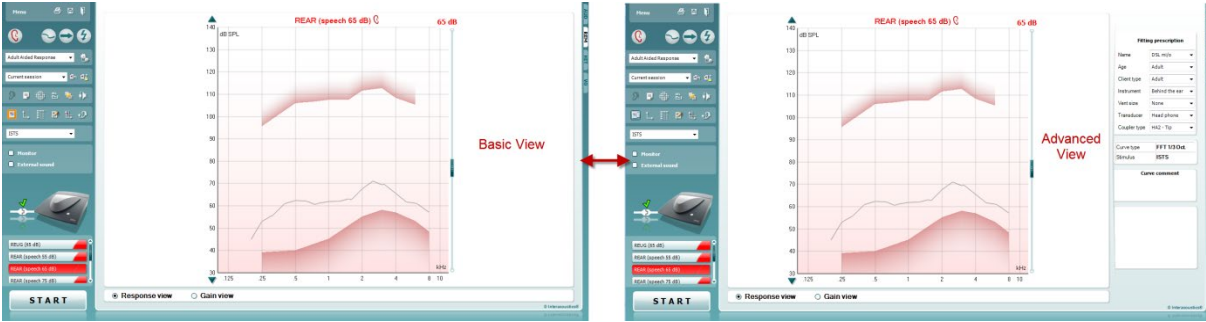 Menu
REAR (speech 65 dB)
65 dB
dB SPL
Adult Aided Response
Current session
ISTS
Monitor
External sound
REUG (65 dB)
REAR (speech 55 dB)
REAR (speech 65 dB)
REAR (speech 75 dB)
START
140
130
120
110
100
90
80
70
60
50
40
30
.125
.25
.5
1
2
4
8
10
kHz
Response view
Gain view
Basic View
Menu
REAR (speech 65 dB)
65 dB
dB SPL
Adult Aided Response
Current session
ISTS
Monitor
External sound
REUG (65 dB)
REAR (speech 55 dB)
REAR (speech 65 dB)
REAR (speech 75 dB)
START
140
130
120
110
100
90
80
70
60
50
40
30
.125
.25
.5
1
2
4
8
10
kHz
Response view
Gain view
Advanced
View
Fitting prescription
Name DSL m[i/o]
Age Adult
Client type Adult
Instrument Behind the ear
Vent size None
Transducer Head phone
Coupler type HA2 - Tip
Curve type FFT 1/3 Oct.
Stimulus ISTS
Curve comment